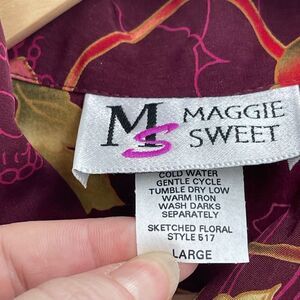 MS MAGGIE
SWEET
COLD WATER
GENTLE CYCLE
TUMBLE DRY LOW
WARM IRON
WASH DARKS
SEPARATELY
SKETCHED FLORAL
STYLE 517
LARGE